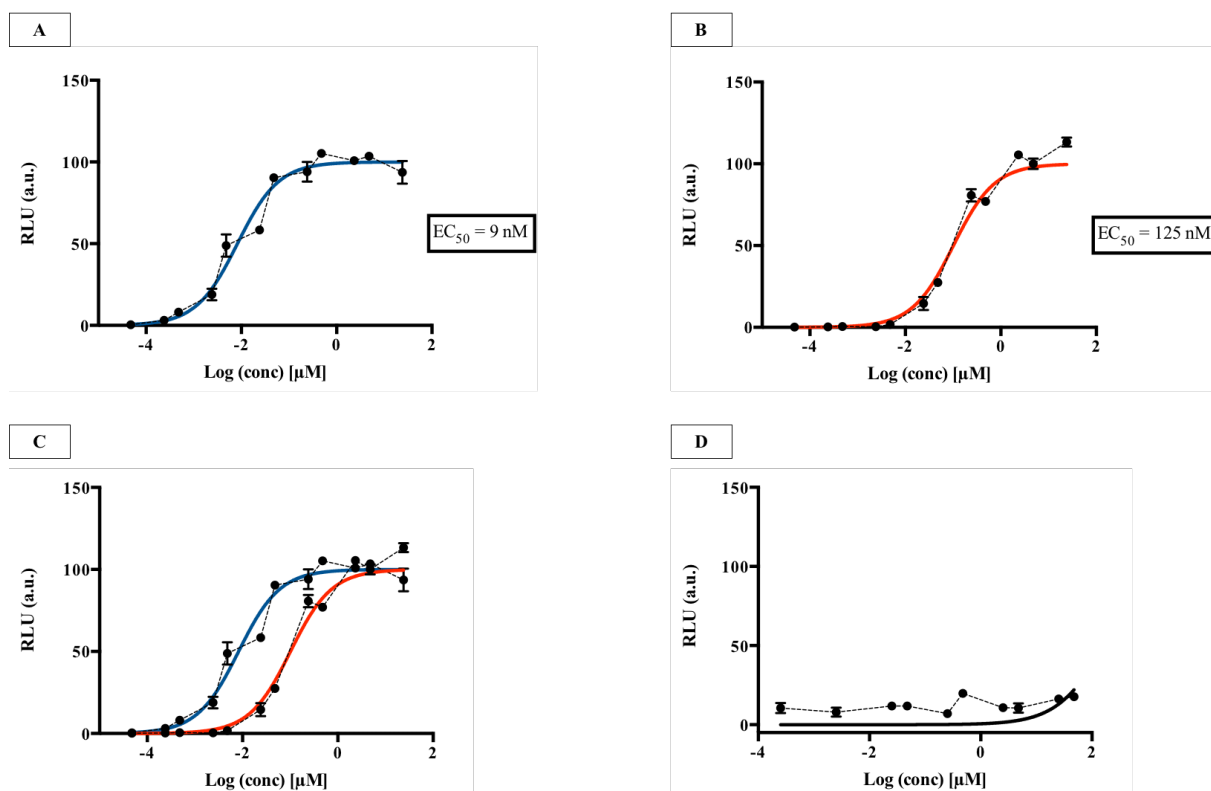 A
150
100
50
0
-4 -2 0 2
RLU (a.u.)
Log (conc) [µM]
EC50 = 9 nM
B
150
100
50
0
-4 -2 0 2
RLU (a.u.)
Log (conc) [µM]
EC50 = 125 nM
C
150
100
50
0
-4 -2 0 2
RLU (a.u.)
Log (conc) [µM]
D
150
100
50
0
-4 -2 0 2
RLU (a.u.)
Log (conc) [µM]